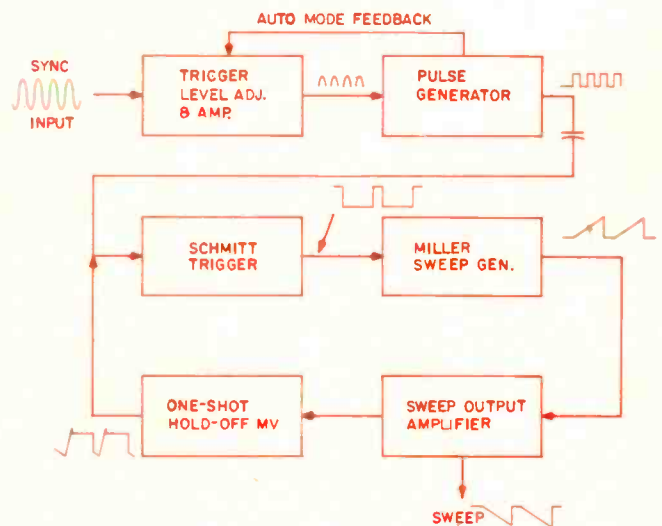 AUTO MODE FEEDBACK
SYNC
INPUT
TRIGGER
LEVEL ADJ.
8 AMP.
PULSE
GENERATOR
SCHMITT
TRIGGER
MILLER
SWEEP GEN.
ONE-SHOT
HOLD-OFF MV
SWEEP OUTPUT
AMPLIFIER
SWEEP